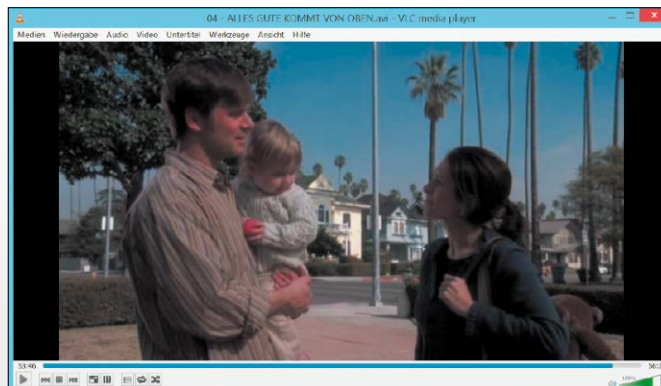 04 - ALLES GUTE KOMMT VON OBEN.avi - VLC media player
Medien Wiedergabe Audio Video Untertitel Werkzeuge Ansicht Hilfe
53:46
100%